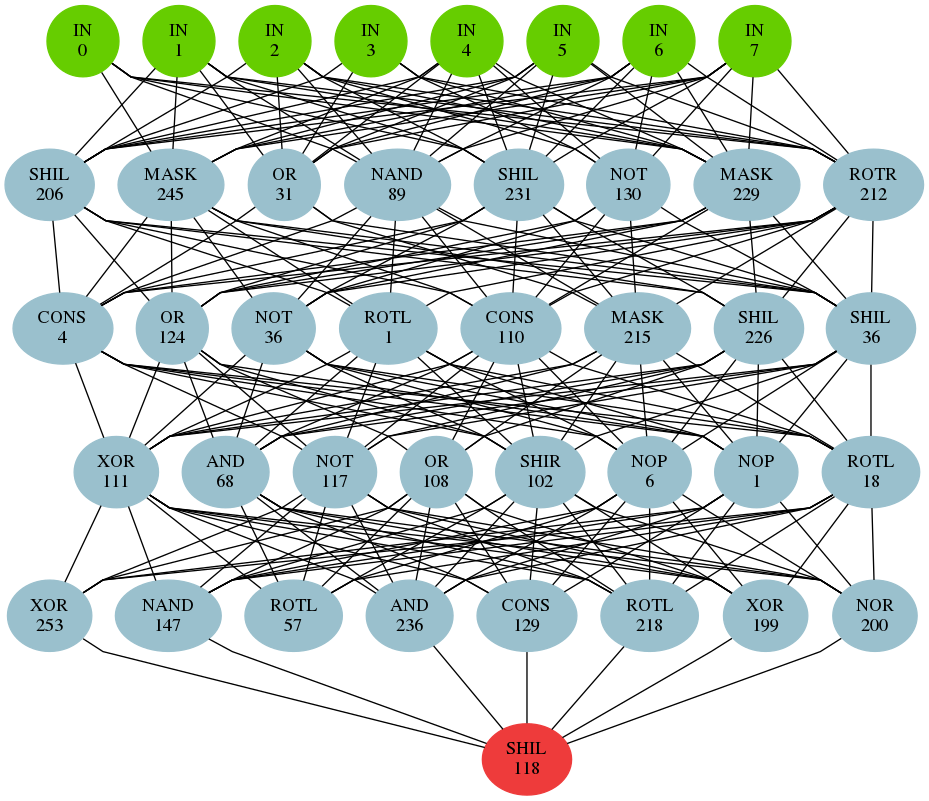 IN
0
IN
1
IN
2
IN
3
IN
4
IN
5
IN
6
IN
7
SHIL
206
MASK
245
OR
31
NAND
89
SHIL
231
NOT
130
MASK
229
ROTR
212
CONS
4
OR
124
NOT
36
ROTL
1
CONS
110
MASK
215
SHIL
226
SHIL
36
XOR
111
AND
68
NOT
117
OR
108
SHIR
102
NOP
6
NOP
1
ROTL
18
XOR
253
NAND
147
ROTL
57
AND
236
CONS
129
ROTL
218
XOR
199
NOR
200
SHIL
118